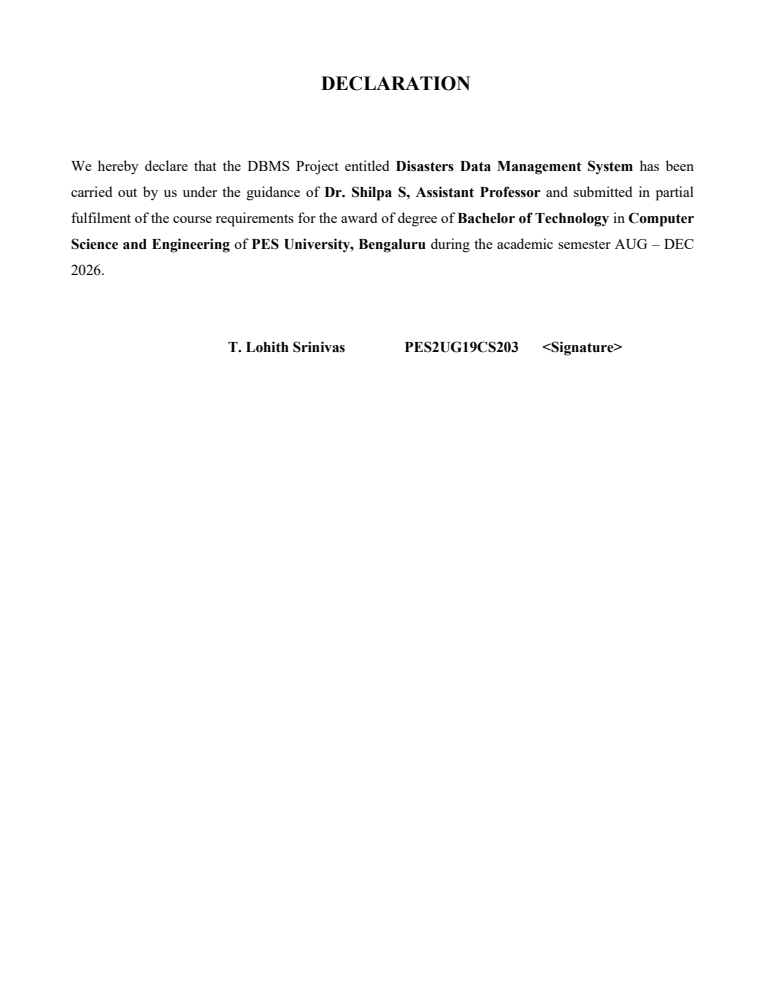 DECLARATION
We hereby declare that the DBMS Project entitled Disasters Data Management System has been
carried out by us under the guidance of Dr. Shilpa S, Assistant Professor and submitted in partial
fulfilment of the course requirements for the award of degree of Bachelor of Technology in Computer
Science and Engineering of PES University, Bengaluru during the academic semester AUG – DEC
2026.
T. Lohith Srinivas PES2UG19CS203 <Signature>